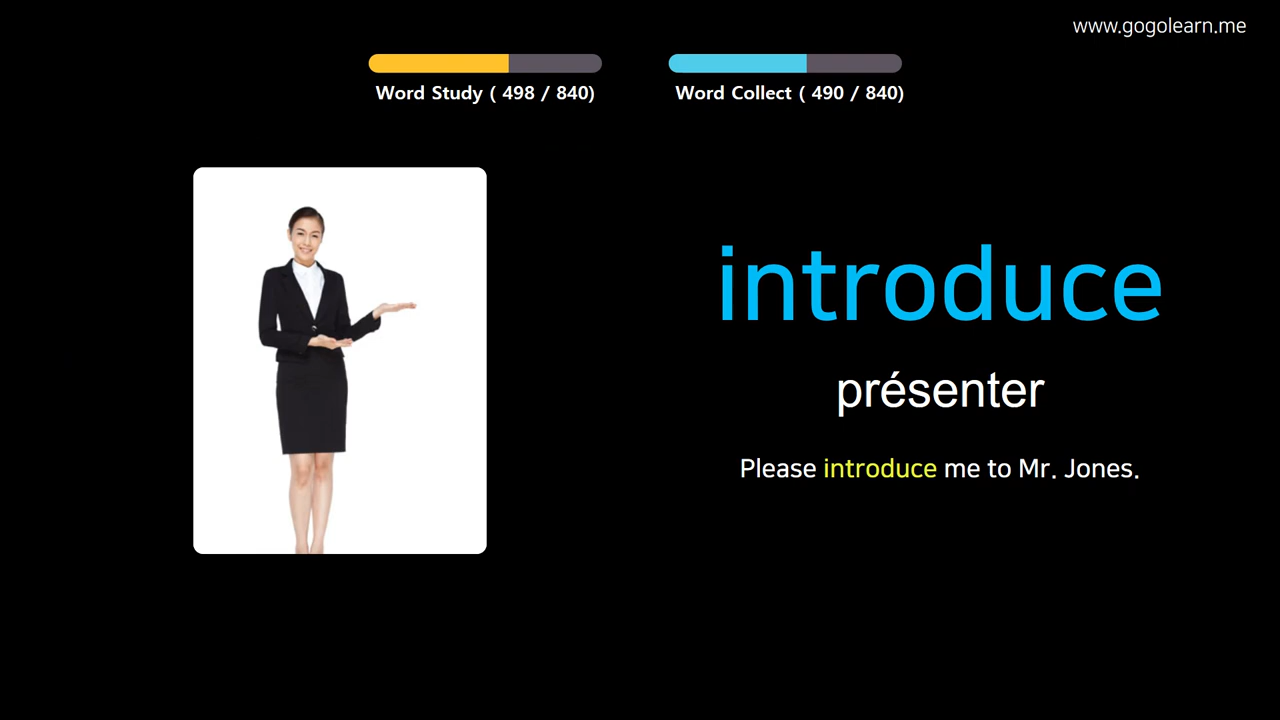 www.gogolearn.me
Word Study ( 498 / 840)
Word Collect ( 490 / 840)
introduce
présenter
Please introduce me to Mr. Jones.